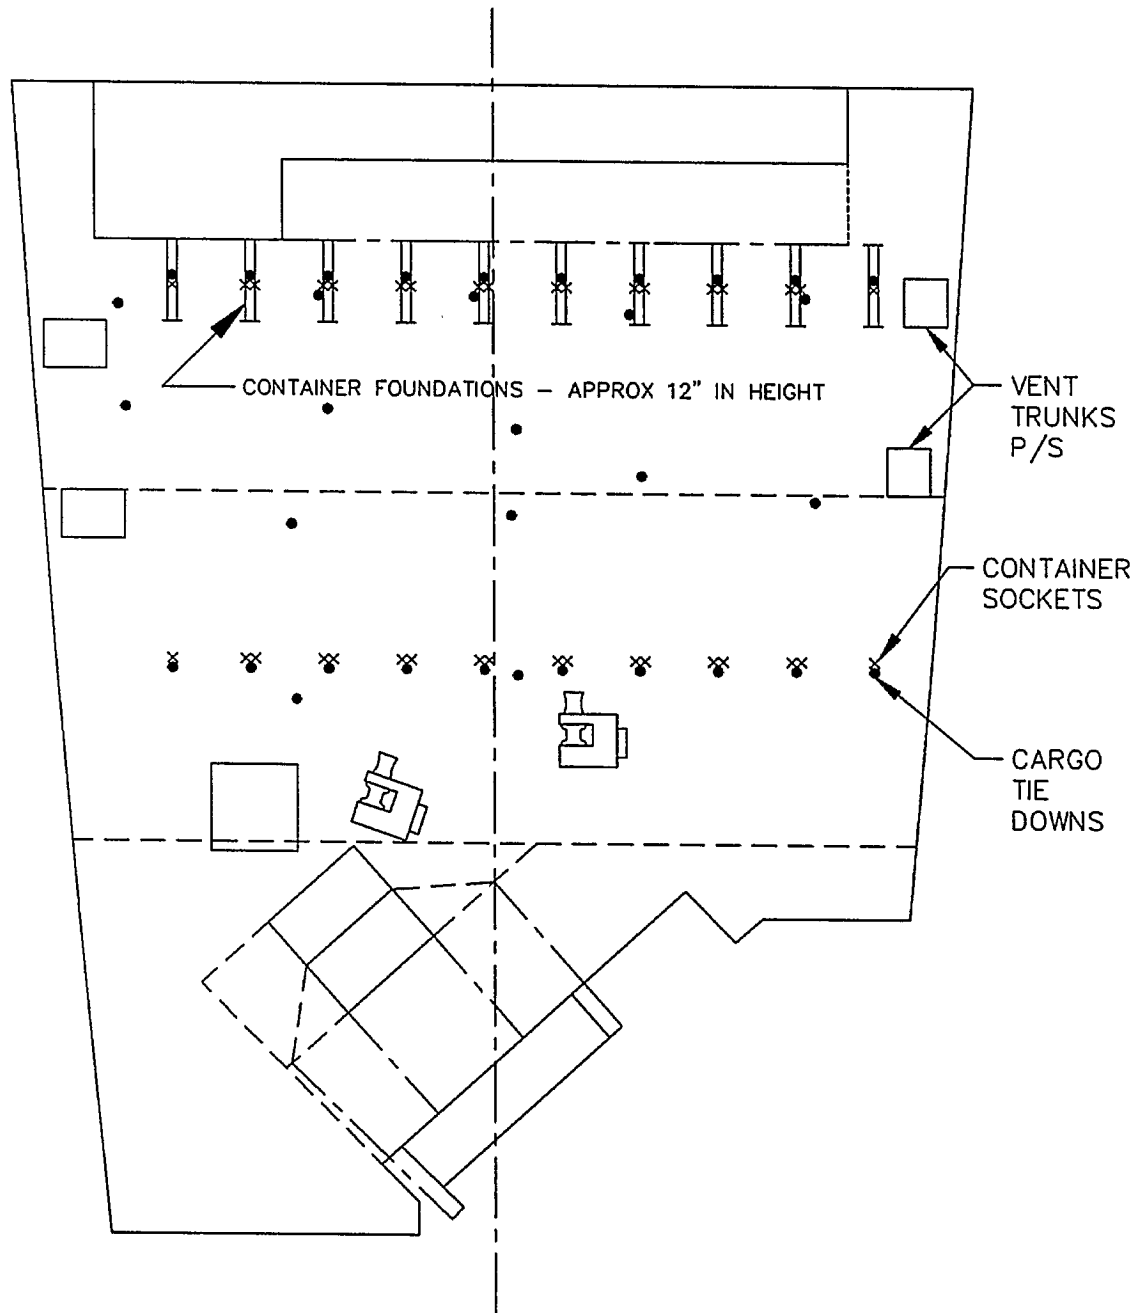 CONTAINER FOUNDATIONS – APPROX 12" IN HEIGHT
VENT
TRUNKS
P/S
CONTAINER
SOCKETS
CARGO
TIE
DOWNS